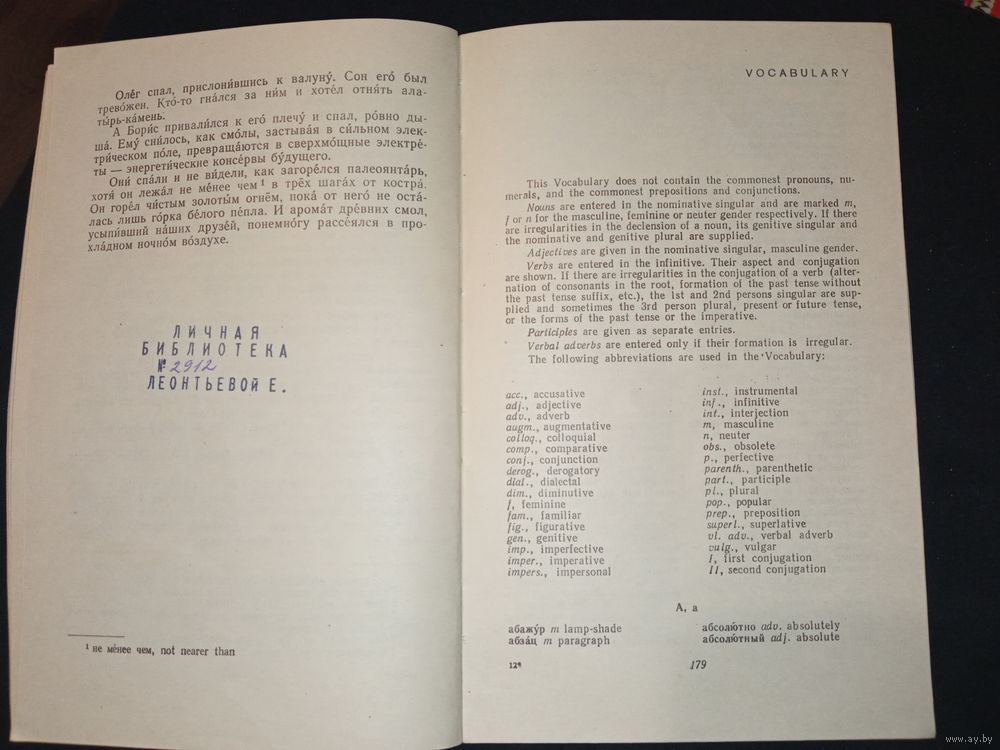 Оле́г спал, прислони́вшись к валуну́. Сон его́ был
трево́жен. Кто́-то гна́лся за ни́м и хоте́л отня́ть ала-
ты́рь-ка́мень.
А Бори́с привали́лся к его́ плечу́ и спал, ро́вно ды-
ша́. Ему́ сни́лось, как смо́лы, застыва́я в си́льном элек-
три́ческом по́ле, превраща́ются в сверхмо́щные электре́-
ты — энергети́ческие консе́рвы бу́дущего.
Они́ спа́ли и не ви́дели, как загоре́лся палеоянта́рь,
хотя́ он лежа́л не ме́нее чем ¹ в трёх шага́х от костра́.
Он горе́л чи́стым золоты́м огнём, пока́ от него́ не оста́-
лась лишь го́рка бе́лого пе́пла. И арома́т дре́вних смол,
усыпи́вший на́ших друзе́й, понемно́гу рассе́ялся в про-
хла́дном ночно́м во́здухе.
ЛИЧНАЯ
БИБЛИОТЕКА
№ 2912
ЛЕОНТЬЕВОЙ Е.
¹ не ме́нее чем, not nearer than
VOCABULARY
This Vocabulary does not contain the commonest pronouns, nu-
merals, and the commonest prepositions and conjunctions.
Nouns are entered in the nominative singular and are marked m,
f or n for the masculine, feminine or neuter gender respectively. If there
are irregularities in the declension of a noun, its genitive singular and
the nominative and genitive plural are supplied.
Adjectives are given in the nominative singular, masculine gender.
Verbs are entered in the infinitive. Their aspect and conjugation
are shown. If there are irregularities in the conjugation of a verb (alter-
nation of consonants in the root, formation of the past tense without
the past tense suffix, etc.), the 1st and 2nd persons singular are sup-
plied and sometimes the 3rd person plural, present or future tense,
or the forms of the past tense or the imperative.
Participles are given as separate entries.
Verbal adverbs are entered only if their formation is irregular.
The following abbreviations are used in the Vocabulary:
acc., accusative
adj., adjective
adv., adverb
augm., augmentative
colloq., colloquial
comp., comparative
conj., conjunction
derog., derogatory
dial., dialectal
dim., diminutive
f, feminine
fam., familiar
fig., figurative
gen., genitive
imp., imperfective
imper., imperative
impers., impersonal
inst., instrumental
inf., infinitive
int., interjection
m, masculine
n, neuter
obs., obsolete
p., perfective
parenth., parenthetic
part., participle
pl., plural
pop., popular
prep., preposition
superl., superlative
vl. adv., verbal adverb
vulg., vulgar
I, first conjugation
II, second conjugation
А, а
абажу́р m lamp-shade
абза́ц m paragraph
абсолю́тно adv. absolutely
абсолю́тный adj. absolute
12*
179
www.ay.by